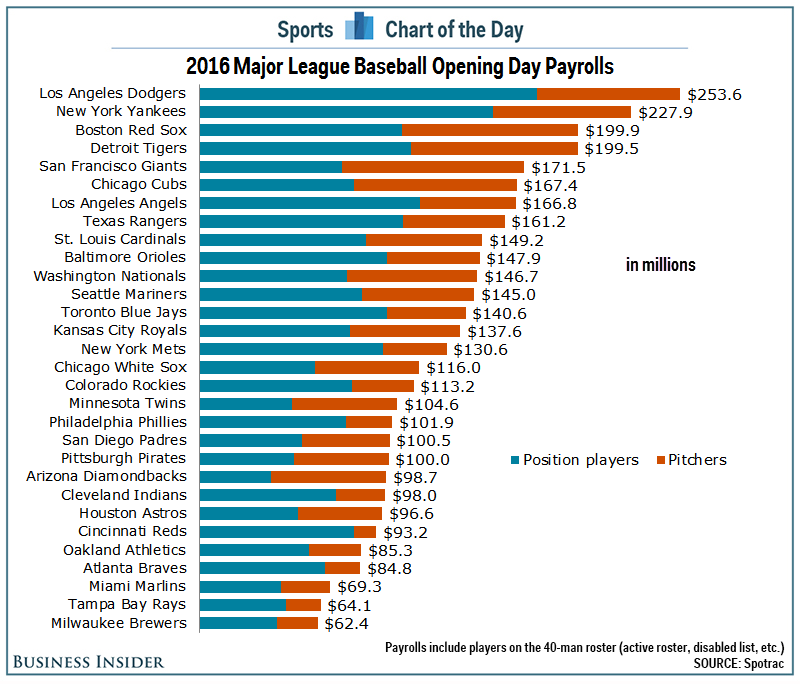 Sports Chart of the Day
2016 Major League Baseball Opening Day Payrolls
Los Angeles Dodgers $253.6
New York Yankees $227.9
Boston Red Sox $199.9
Detroit Tigers $199.5
San Francisco Giants $171.5
Chicago Cubs $167.4
Los Angeles Angels $166.8
Texas Rangers $161.2
St. Louis Cardinals $149.2
Baltimore Orioles $147.9
in millions
Washington Nationals $146.7
Seattle Mariners $145.0
Toronto Blue Jays $140.6
Kansas City Royals $137.6
New York Mets $130.6
Chicago White Sox $116.0
Colorado Rockies $113.2
Minnesota Twins $104.6
Philadelphia Phillies $101.9
San Diego Padres $100.5
Pittsburgh Pirates $100.0
Position players Pitchers
Arizona Diamondbacks $98.7
Cleveland Indians $98.0
Houston Astros $96.6
Cincinnati Reds $93.2
Oakland Athletics $85.3
Atlanta Braves $84.8
Miami Marlins $69.3
Tampa Bay Rays $64.1
Milwaukee Brewers $62.4
Payrolls include players on the 40-man roster (active roster, disabled list, etc.)
BUSINESS INSIDER SOURCE: Spotrac